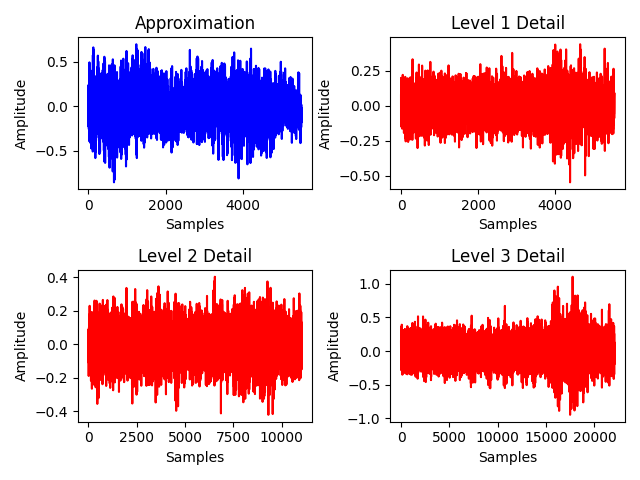 Approximation
0.5
0.0
−0.5
Amplitude
0 2000 4000
Samples
Level 1 Detail
0.25
0.00
−0.25
−0.50
Amplitude
0 2000 4000
Samples
Level 2 Detail
0.4
0.2
0.0
−0.2
−0.4
Amplitude
0 2500 5000 7500 10000
Samples
Level 3 Detail
1.0
0.5
0.0
−0.5
−1.0
Amplitude
0 5000 10000 15000 20000
Samples